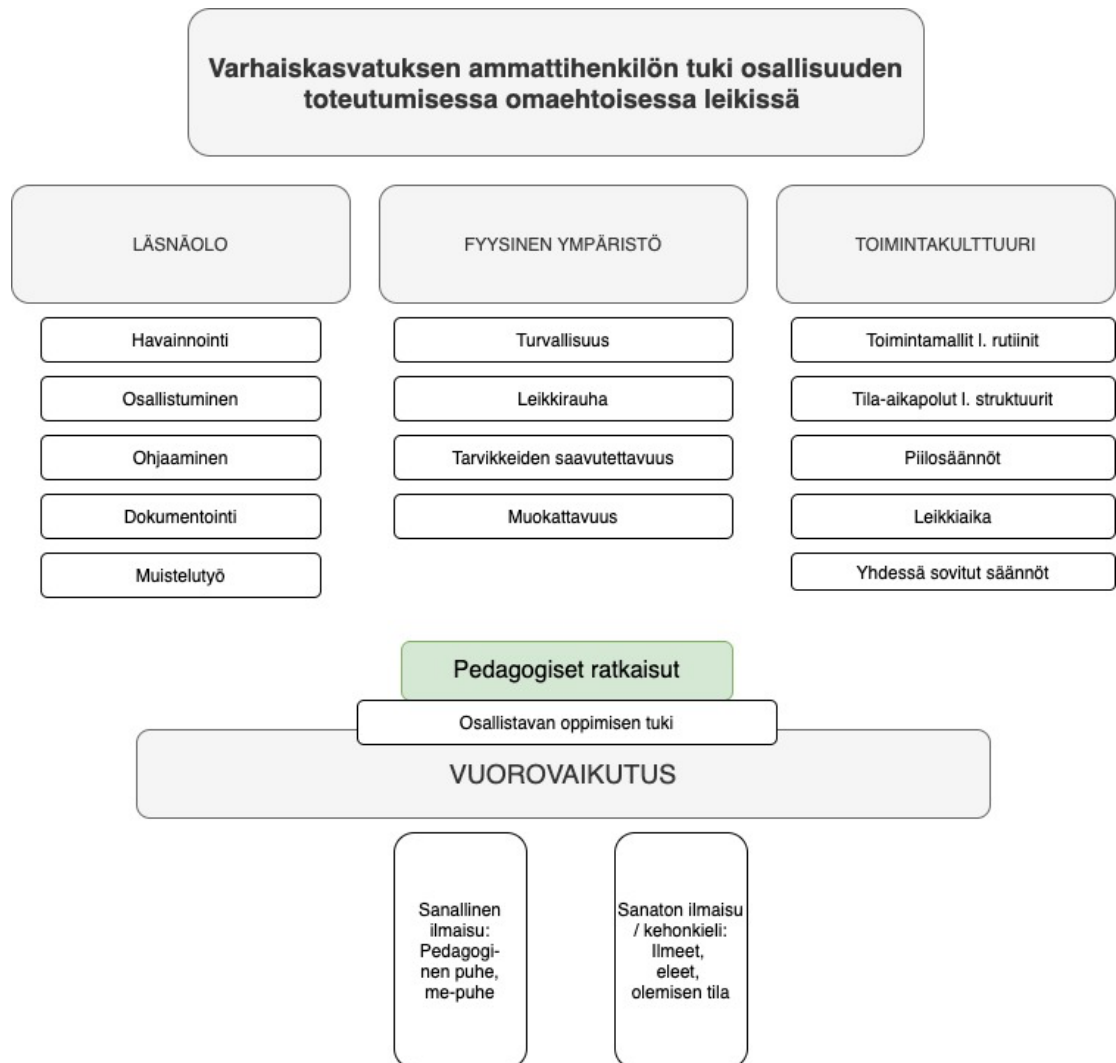 Varhaiskasvatuksen ammattihenkilön tuki osallisuuden
toteutumisessa omaehtoisessa leikissä
LÄSNÄOLO
Havainnointi
Osallistuminen
Ohjaaminen
Dokumentointi
Muistelutyö
FYYSINEN YMPÄRISTÖ
Turvallisuus
Leikkirauha
Tarvikkeiden saavutettavuus
Muokattavuus
TOIMINTAKULTTUURI
Toimintamallit l. rutiinit
Tila-aikapolut l. struktuurit
Piilosäännöt
Leikkiaika
Yhdessä sovitut säännöt
Pedagogiset ratkaisut
Osallistavan oppimisen tuki
VUOROVAIKUTUS
Sanallinen
ilmaisu:
Pedagogi-
nen puhe,
me-puhe
Sanaton ilmaisu
/ kehonkieli:
Ilmeet,
eleet,
olemisen tila